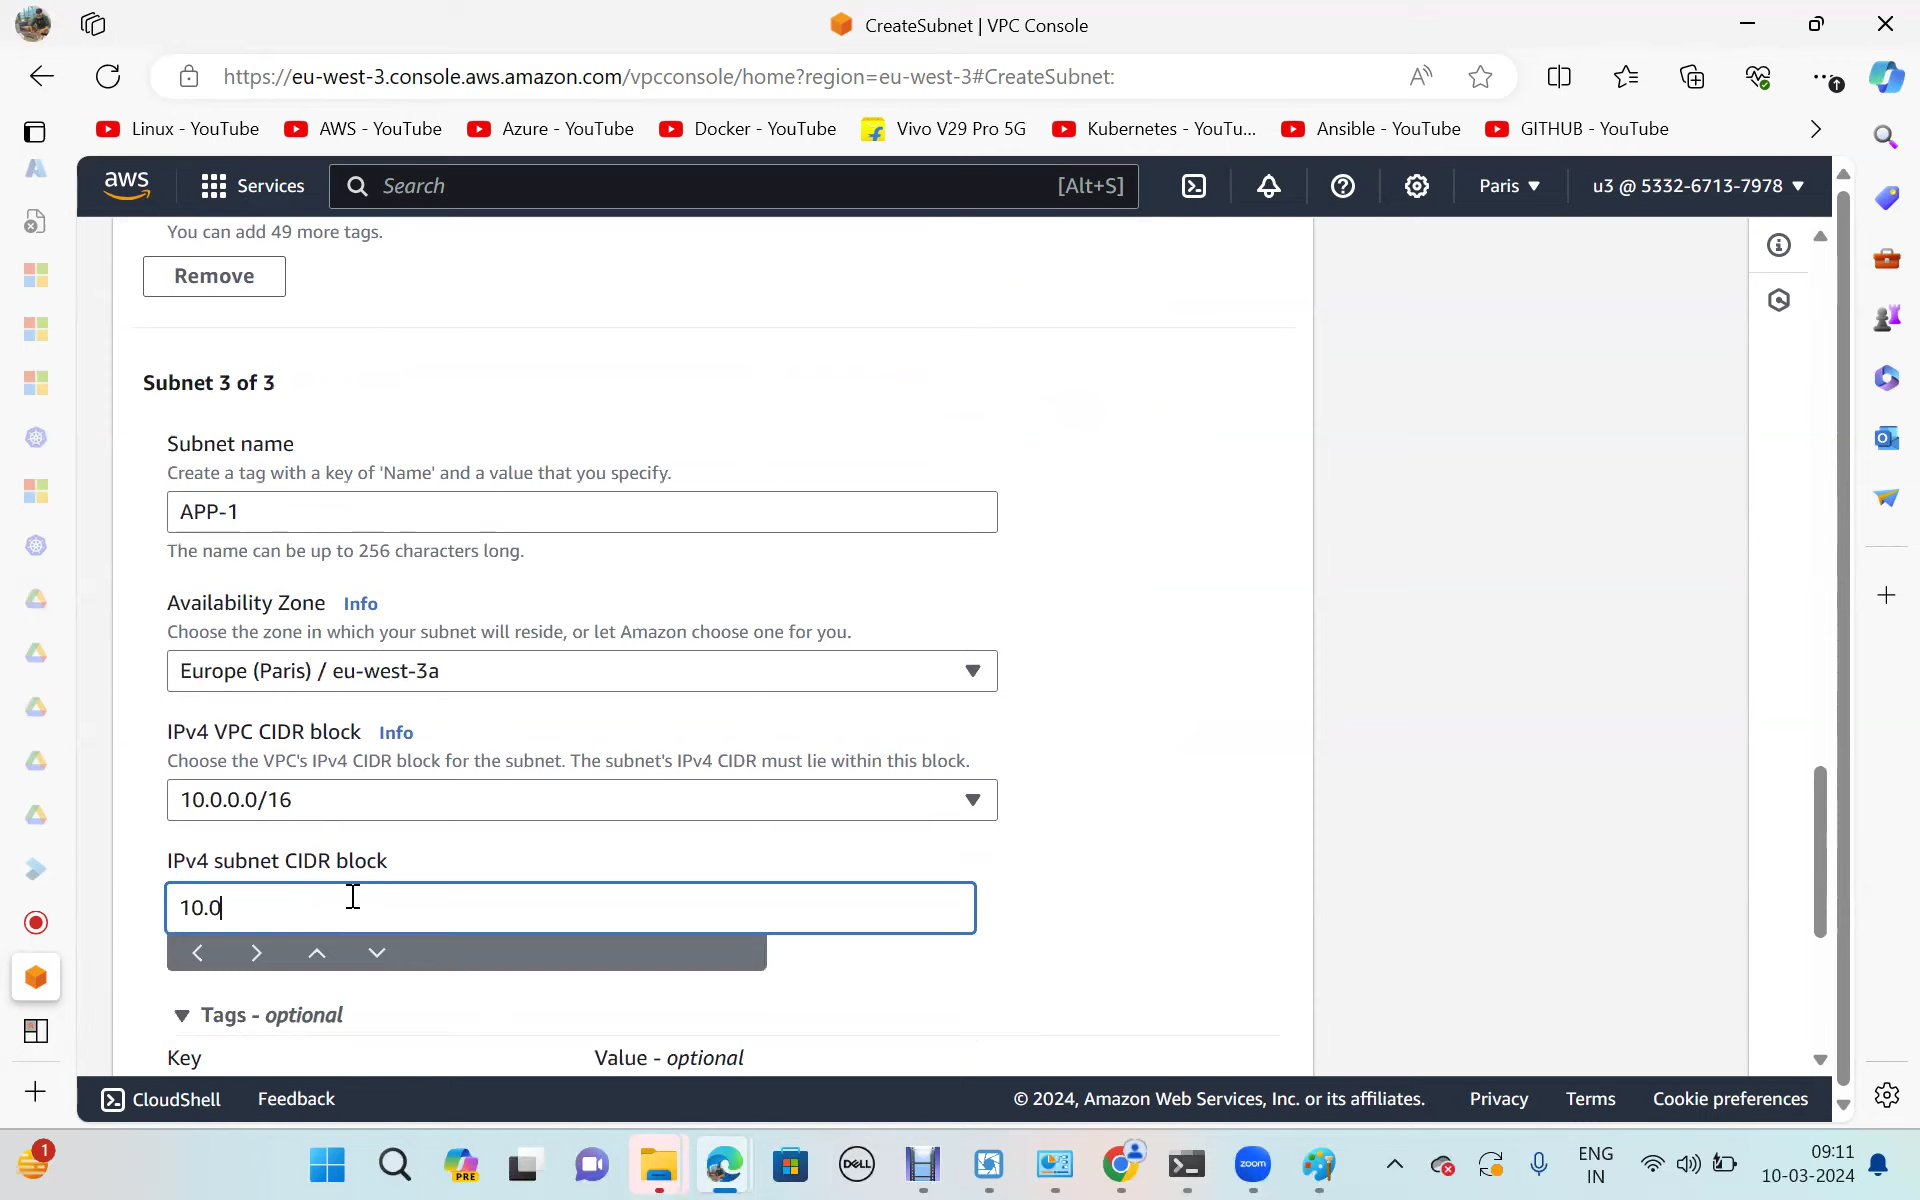 CreateSubnet | VPC Console
https://eu-west-3.console.aws.amazon.com/vpcconsole/home?region=eu-west-3#CreateSubnet:
Linux - YouTube
AWS - YouTube
Azure - YouTube
Docker - YouTube
Vivo V29 Pro 5G
Kubernetes - YouTu...
Ansible - YouTube
GITHUB - YouTube
aws
Services
Search
[Alt+S]
Paris
u3 @ 5332-6713-7978
You can add 49 more tags.
Remove
Subnet 3 of 3
Subnet name
Create a tag with a key of 'Name' and a value that you specify.
APP-1
The name can be up to 256 characters long.
Availability Zone Info
Choose the zone in which your subnet will reside, or let Amazon choose one for you.
Europe (Paris) / eu-west-3a
IPv4 VPC CIDR block Info
Choose the VPC's IPv4 CIDR block for the subnet. The subnet's IPv4 CIDR must lie within this block.
10.0.0.0/16
IPv4 subnet CIDR block
10.0
Tags - optional
Key
Value - optional
CloudShell
Feedback
© 2024, Amazon Web Services, Inc. or its affiliates.
Privacy
Terms
Cookie preferences
1
PRE
DELL
zoom
ENG
IN
09:11
10-03-2024